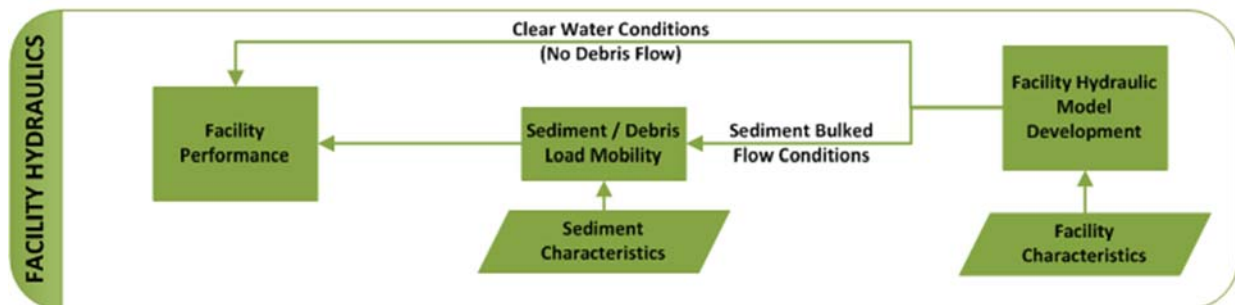 FACILITY HYDRAULICS
Clear Water Conditions
(No Debris Flow)
Facility
Performance
Sediment / Debris
Load Mobility
Sediment Bulked
Flow Conditions
Facility Hydraulic
Model
Development
Sediment
Characteristics
Facility
Characteristics